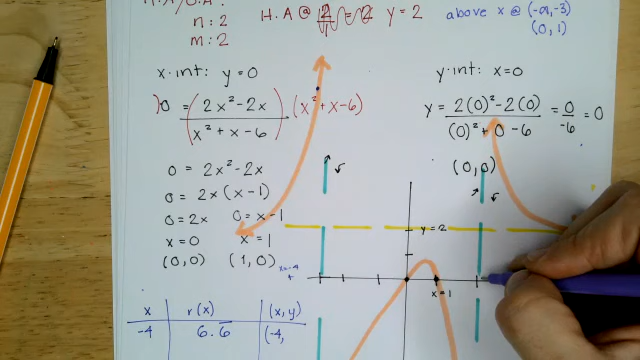 H.A/O.A:
n: 2
m: 2
H.A @ y = 2
above x @ (-∞, -3)
(0, 1)
x-int: y=0
0 = (2x²-2x)/(x²+x-6) · (x²+x-6)
0 = 2x²-2x
0 = 2x(x-1)
0 = 2x 0 = x-1
x = 0 x = 1
(0,0) (1,0)
y-int: x=0
y = (2(0)²-2(0))/((0)²+0-6) = 0/-6 = 0
(0,0)
y=2
x=1
x=-4
x r(x) (x,y)
-4 6.6̅ (-4,